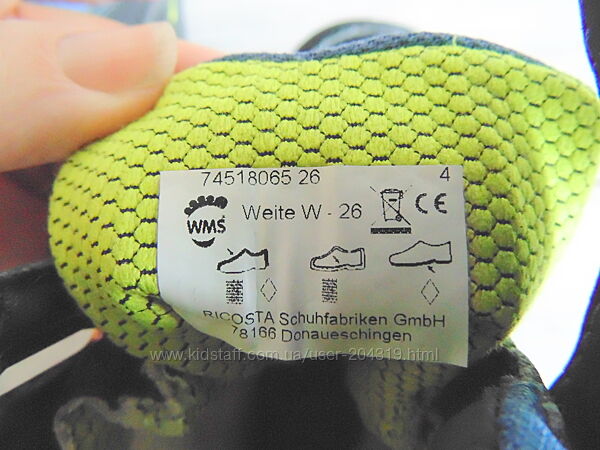 74518065 26 4
WMS Weite W - 26 CE
RICOSTA Schuhfabriken GmbH
78166 Donaueschingen
www.kidstaff.com.ua/user-204319.html